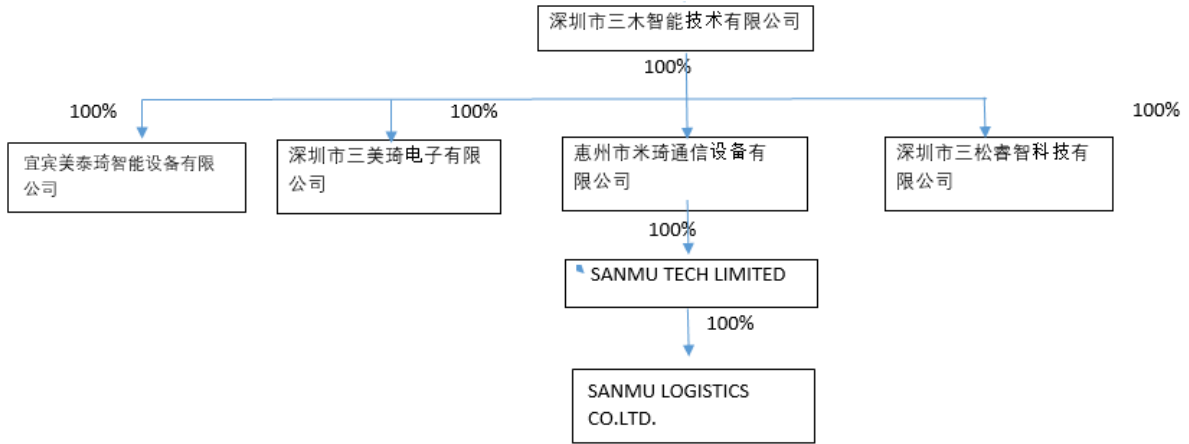 深圳市三木智能技术有限公司
100%
100%
100%
100%
宜宾美泰琦智能设备有限
公司
深圳市三美琦电子有限
公司
惠州市米琦通信设备有
限公司
深圳市三松睿智科技有
限公司
100%
SANMU TECH LIMITED
100%
SANMU LOGISTICS
CO.LTD.